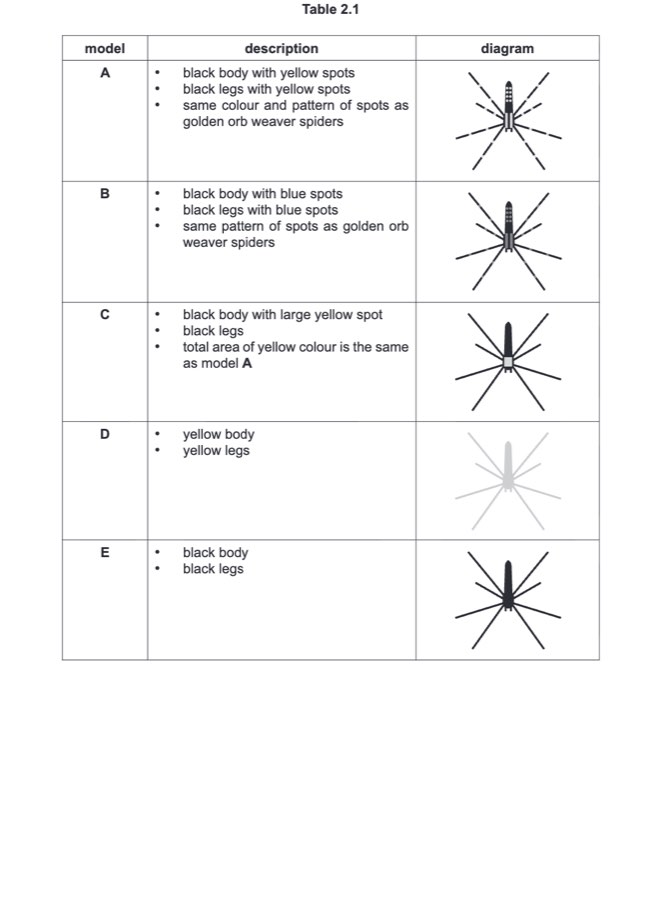 Table 2.1
model description diagram
A • black body with yellow spots
• black legs with yellow spots
• same colour and pattern of spots as
golden orb weaver spiders
B • black body with blue spots
• black legs with blue spots
• same pattern of spots as golden orb
weaver spiders
C • black body with large yellow spot
• black legs
• total area of yellow colour is the same
as model A
D • yellow body
• yellow legs
E • black body
• black legs